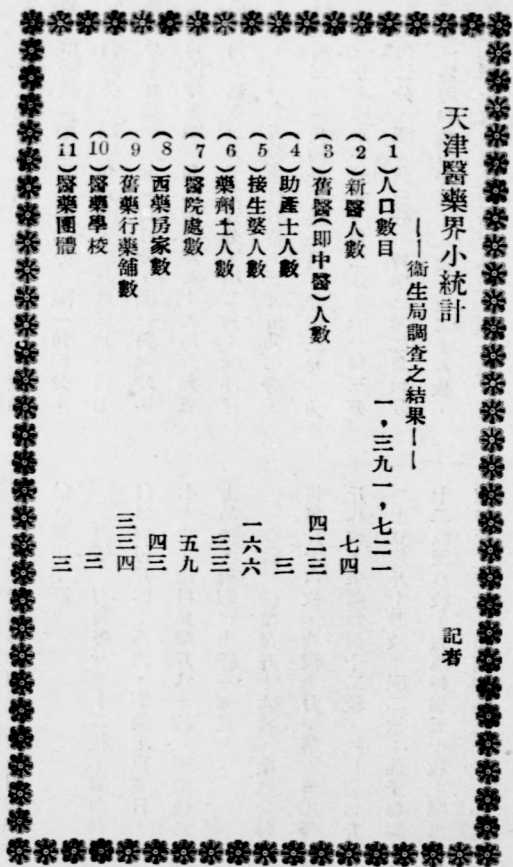 天津醫藥界小統計　記者
——衞生局調查之結果——
(1)人口數目　一，三九一，七二一
(2)新醫人數　七四
(3)舊醫(即中醫)人數　四二三
(4)助產士人數　三
(5)接生婆人數　一六六
(6)藥劑士人數　三三
(7)醫院處數　五九
(8)西藥房家數　四三
(9)舊藥行藥舖數　三三四
(10)醫藥學校　三
(11)醫藥團體　三